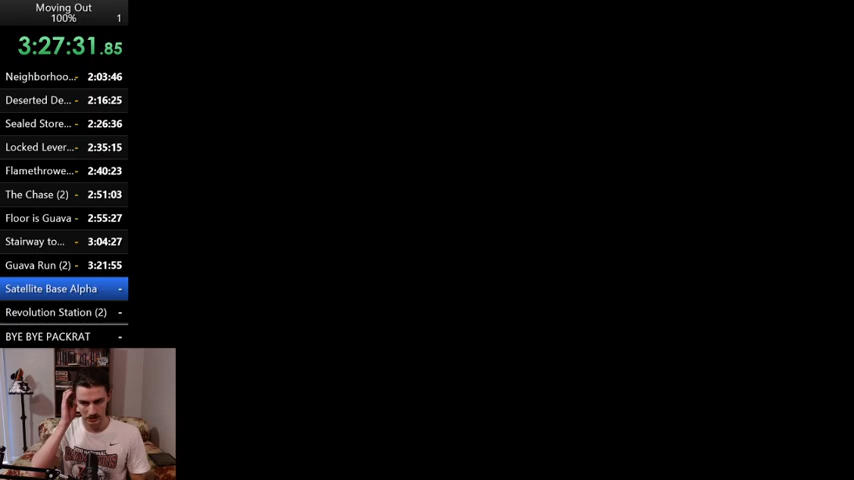 Moving Out
100% 1
3:27:31.85
Neighborhoo... - 2:03:46
Deserted De... - 2:16:25
Sealed Store... - 2:26:36
Locked Lever... - 2:35:15
Flamethrowe... - 2:40:23
The Chase (2) - 2:51:03
Floor is Guava - 2:55:27
Stairway to... - 3:04:27
Guava Run (2) - 3:21:55
Satellite Base Alpha -
Revolution Station (2) -
BYE BYE PACKRAT -